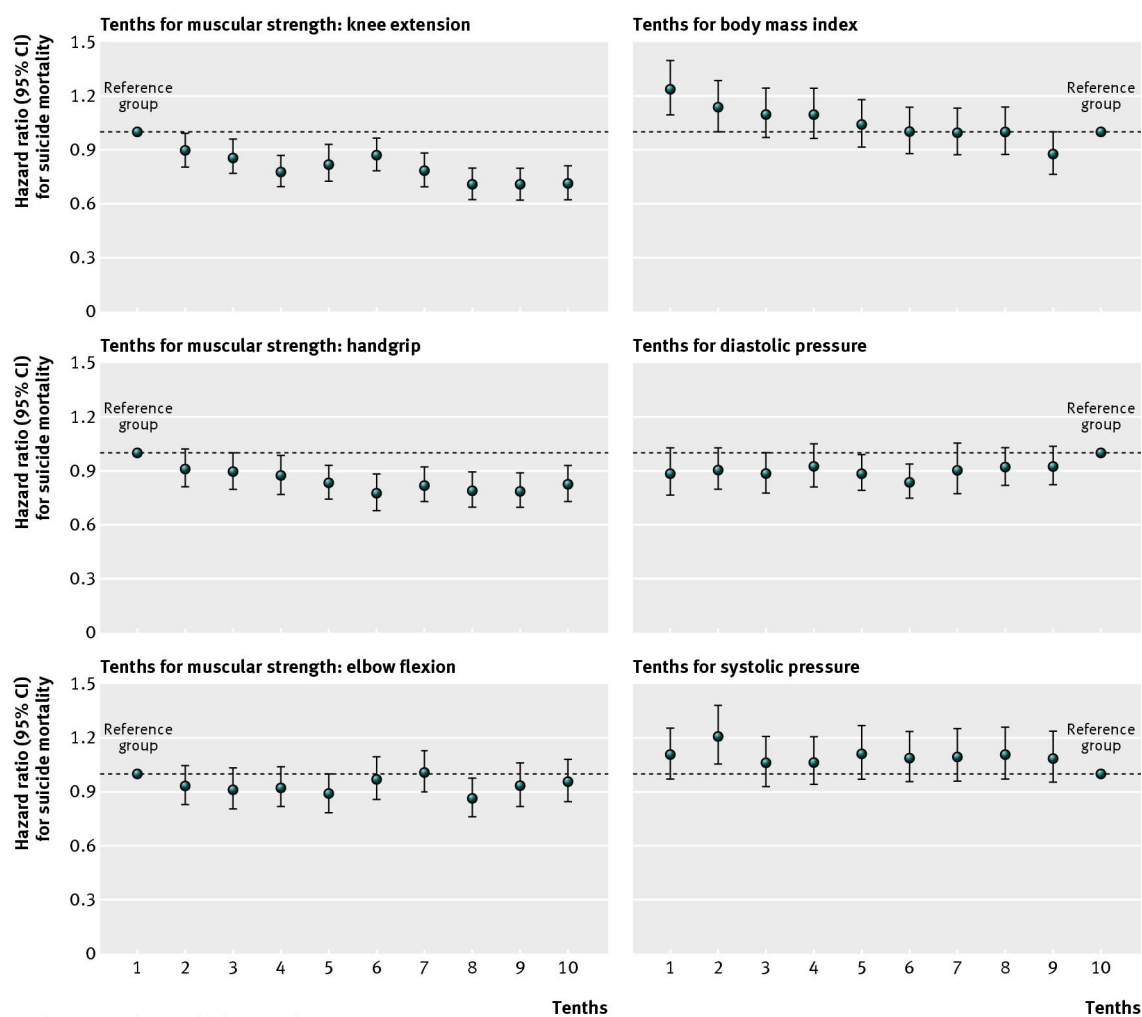 Tenths for muscular strength: knee extension
Hazard ratio (95% CI)
for suicide mortality
1.5
1.2
0.9
0.6
0.3
0
Reference
group
Tenths for body mass index
Reference
group
Tenths for muscular strength: handgrip
Hazard ratio (95% CI)
for suicide mortality
1.5
1.2
0.9
0.6
0.3
0
Reference
group
Tenths for diastolic pressure
Reference
group
Tenths for muscular strength: elbow flexion
Hazard ratio (95% CI)
for suicide mortality
1.5
1.2
0.9
0.6
0.3
0
Reference
group
1 2 3 4 5 6 7 8 9 10
Tenths
Tenths for systolic pressure
Reference
group
1 2 3 4 5 6 7 8 9 10
Tenths